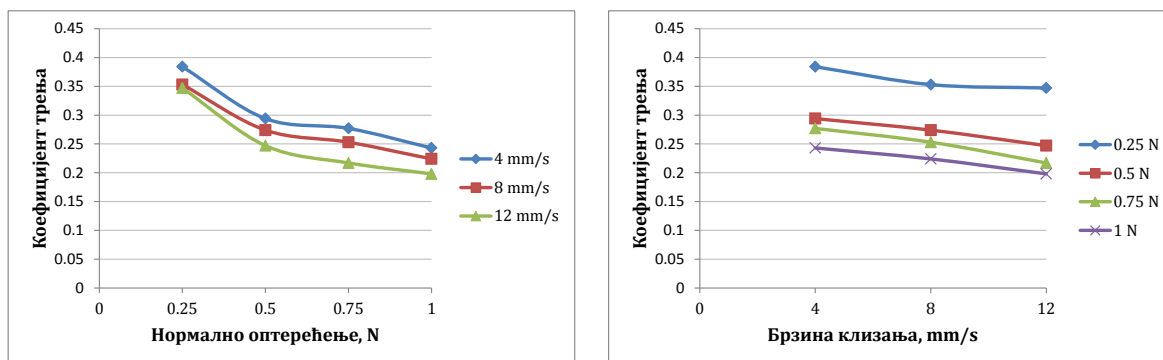 Коефицијент трења
0.45
0.4
0.35
0.3
0.25
0.2
0.15
0.1
0.05
0
0 0.25 0.5 0.75 1
Нормално оптерећење, N
4 mm/s
8 mm/s
12 mm/s
Коефицијент трења
0.45
0.4
0.35
0.3
0.25
0.2
0.15
0.1
0.05
0
0 4 8 12
Брзина клизања, mm/s
0.25 N
0.5 N
0.75 N
1 N